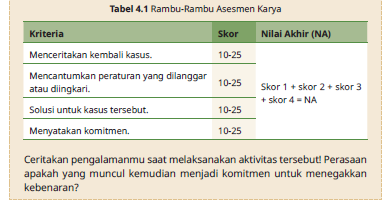 Tabel 4.1 Rambu-Rambu Asesmen Karya
Kriteria Skor Nilai Akhir (NA)
Menceritakan kembali kasus. 10-25
Mencantumkan peraturan yang dilanggar
atau diingkari. 10-25
Skor 1 + skor 2 + skor 3
+ skor 4 = NA
Solusi untuk kasus tersebut. 10-25
Menyatakan komitmen. 10-25
Ceritakan pengalamanmu saat melaksanakan aktivitas tersebut! Perasaan
apakah yang muncul kemudian menjadi komitmen untuk menegakkan
kebenaran?